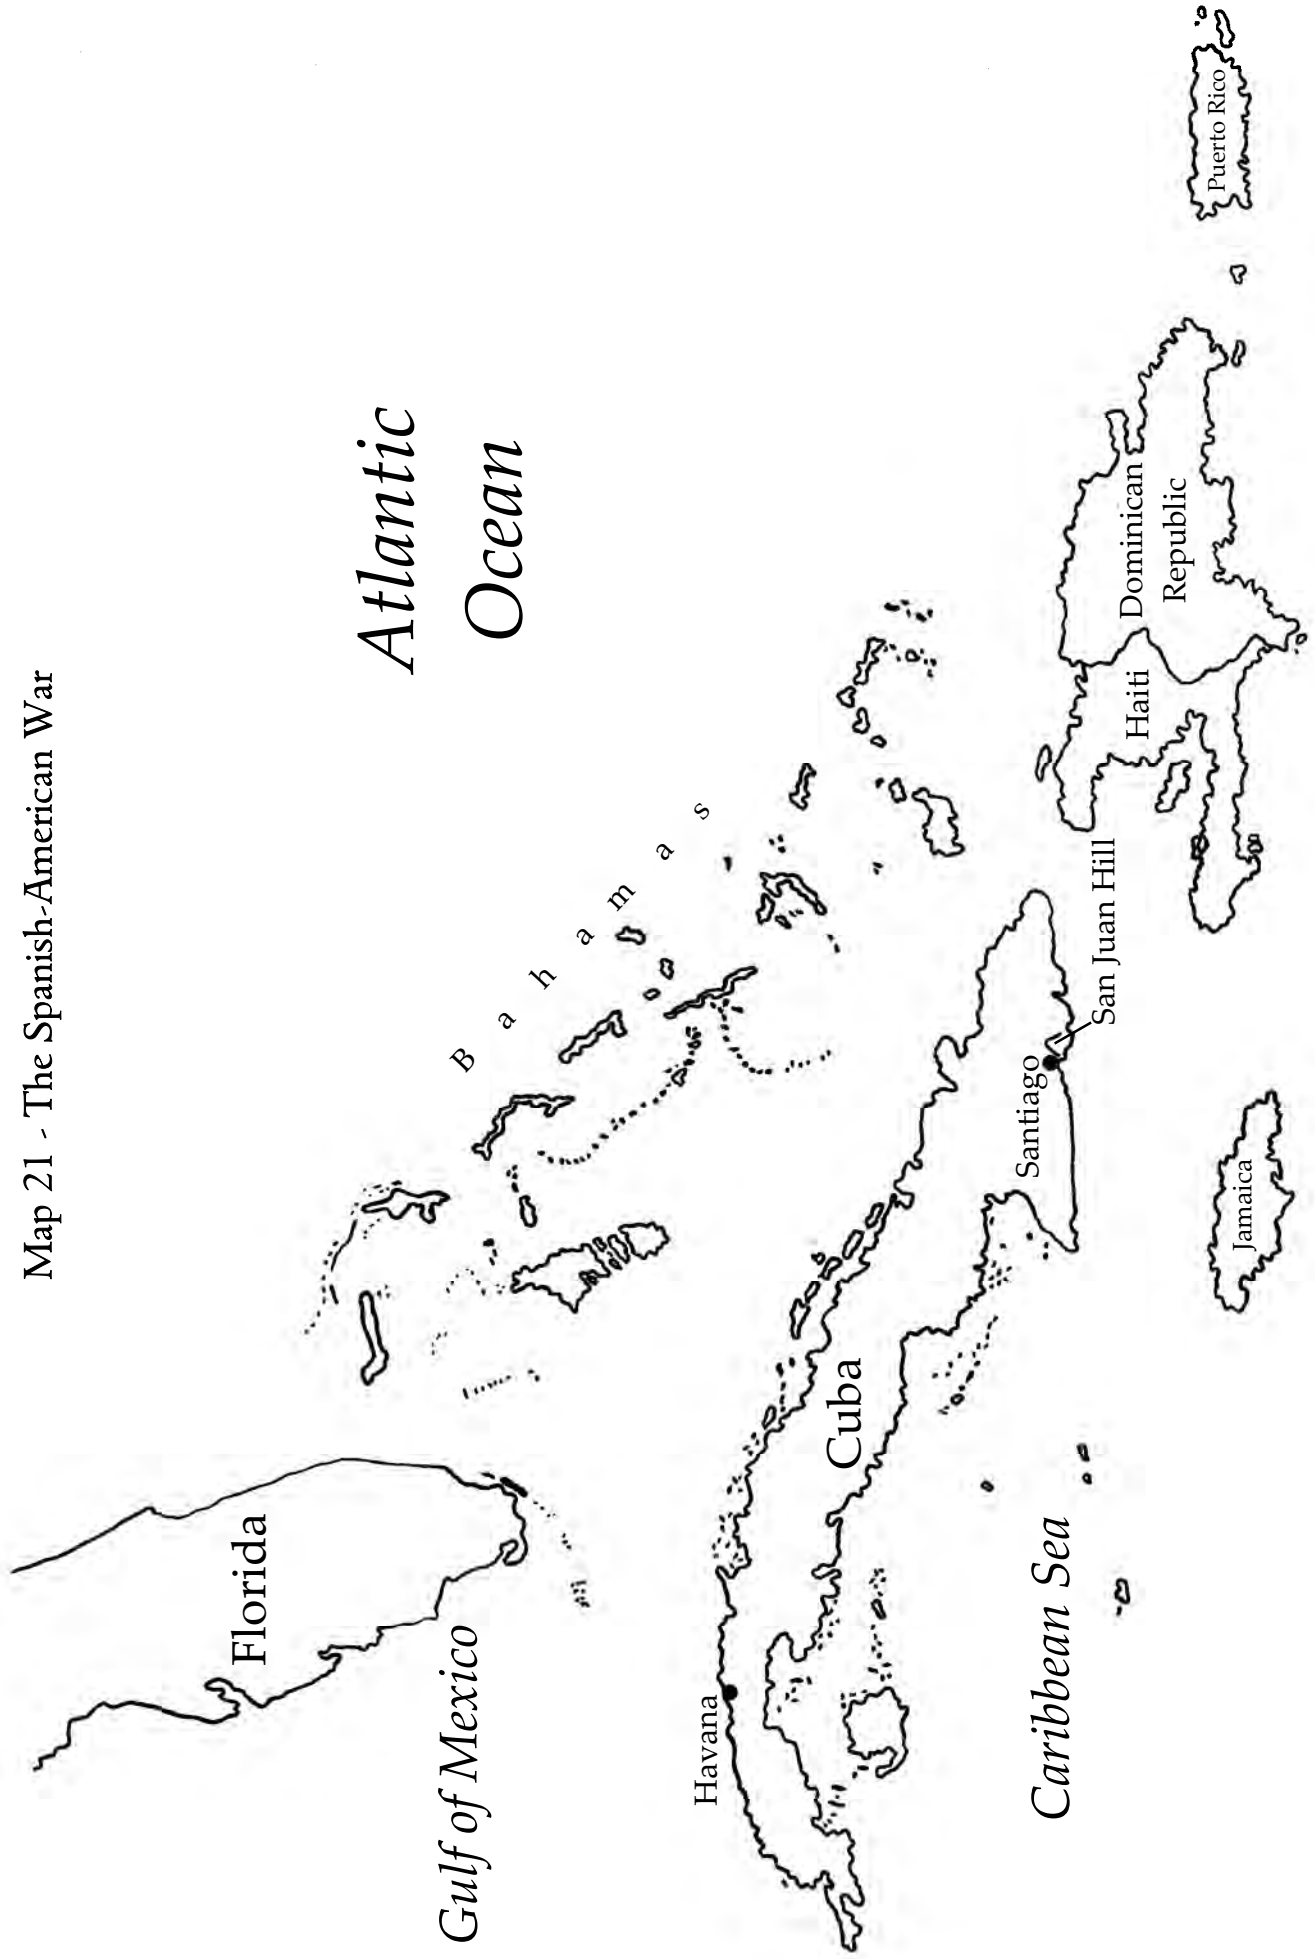 Map 21 - The Spanish-American War
Florida
Atlantic
Ocean
Gulf of Mexico
Bahamas
Havana
Cuba
Santiago
San Juan Hill
Haiti
Dominican
Republic
Puerto Rico
Caribbean Sea
Jamaica